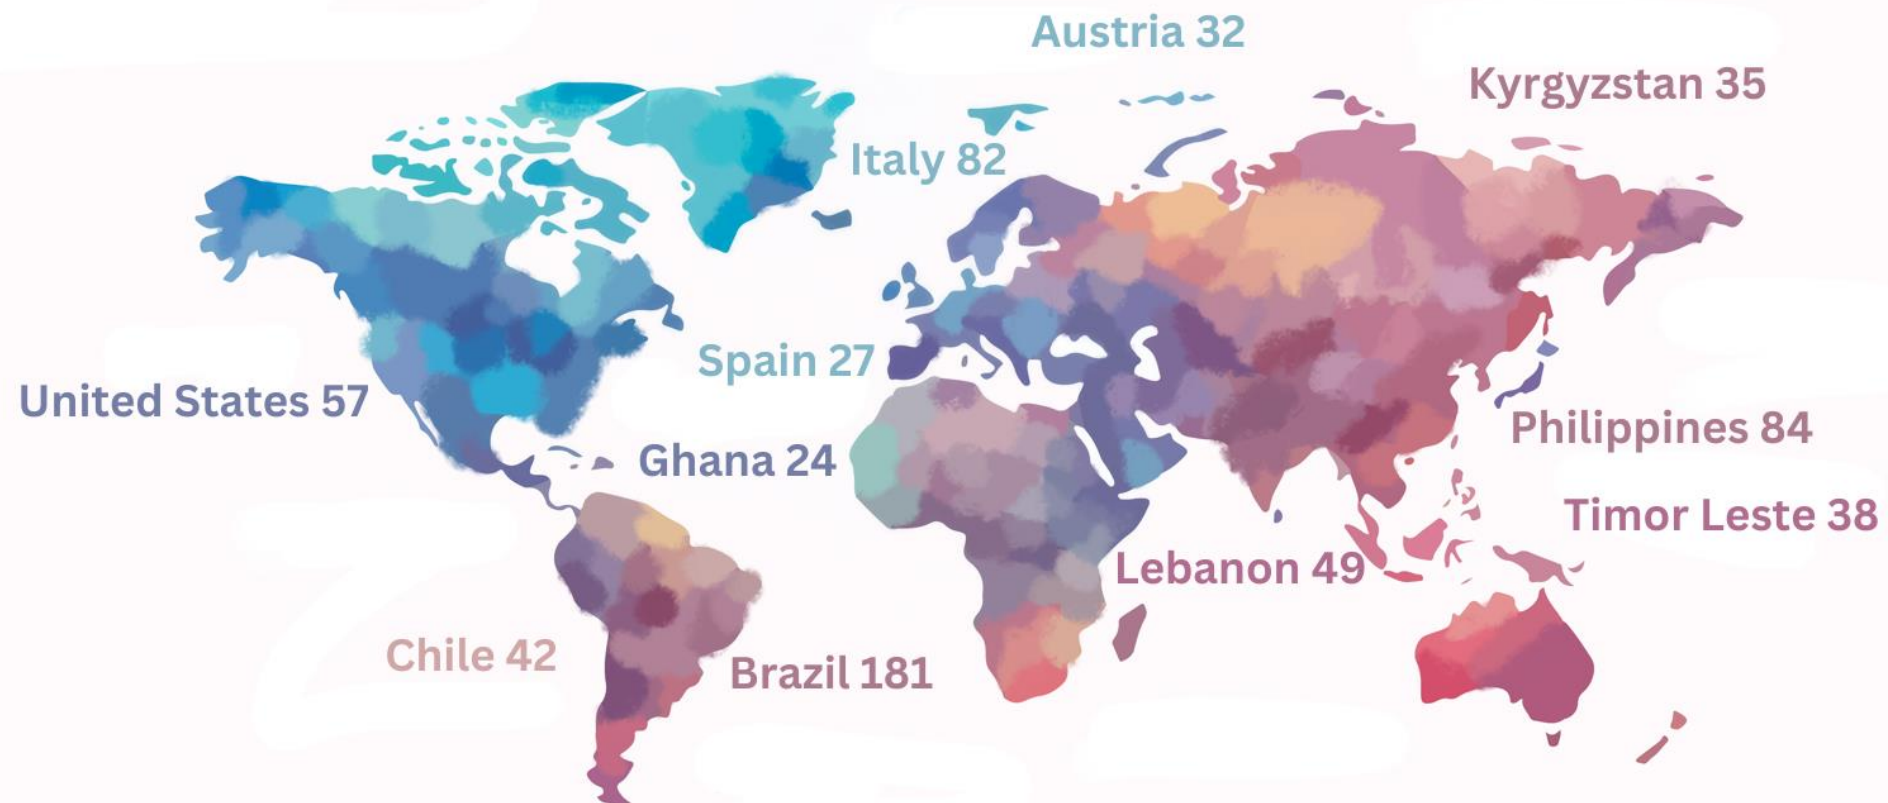 Austria 32
Kyrgyzstan 35
Italy 82
Spain 27
United States 57
Philippines 84
Ghana 24
Timor Leste 38
Lebanon 49
Chile 42
Brazil 181